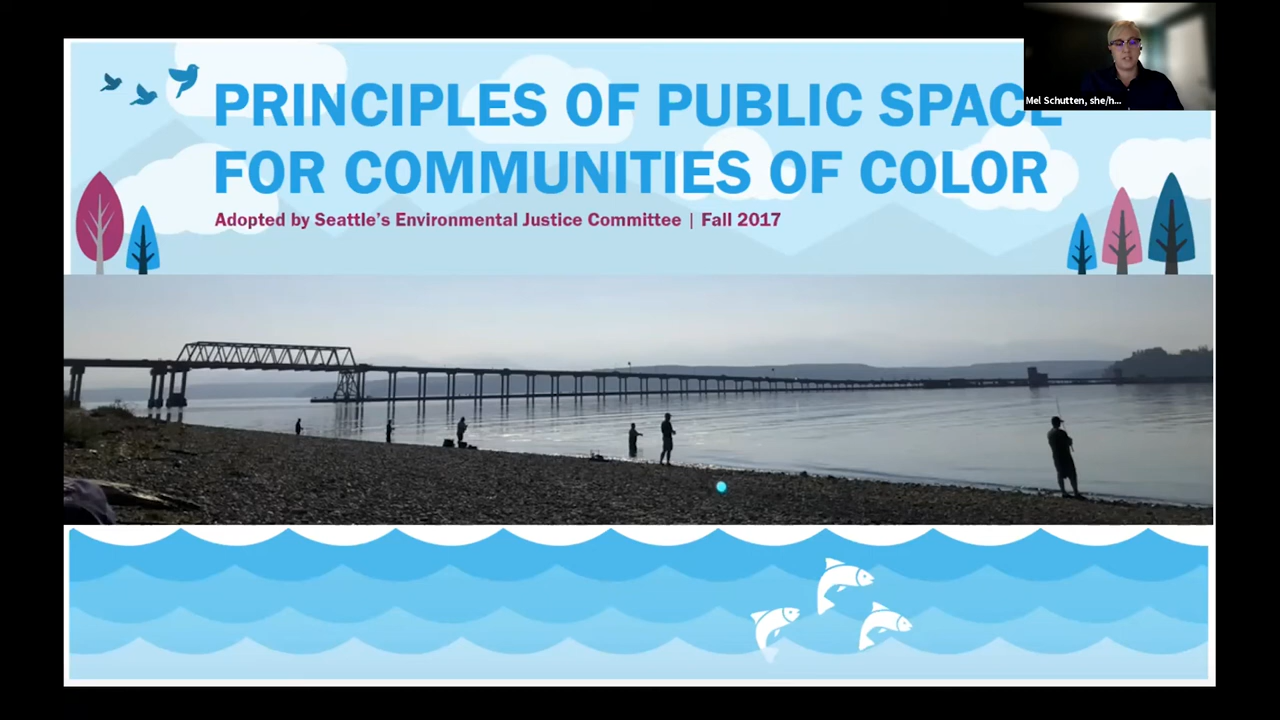 PRINCIPLES OF PUBLIC SPACE
FOR COMMUNITIES OF COLOR
Adopted by Seattle's Environmental Justice Committee | Fall 2017
Mel Schutten, she/h...